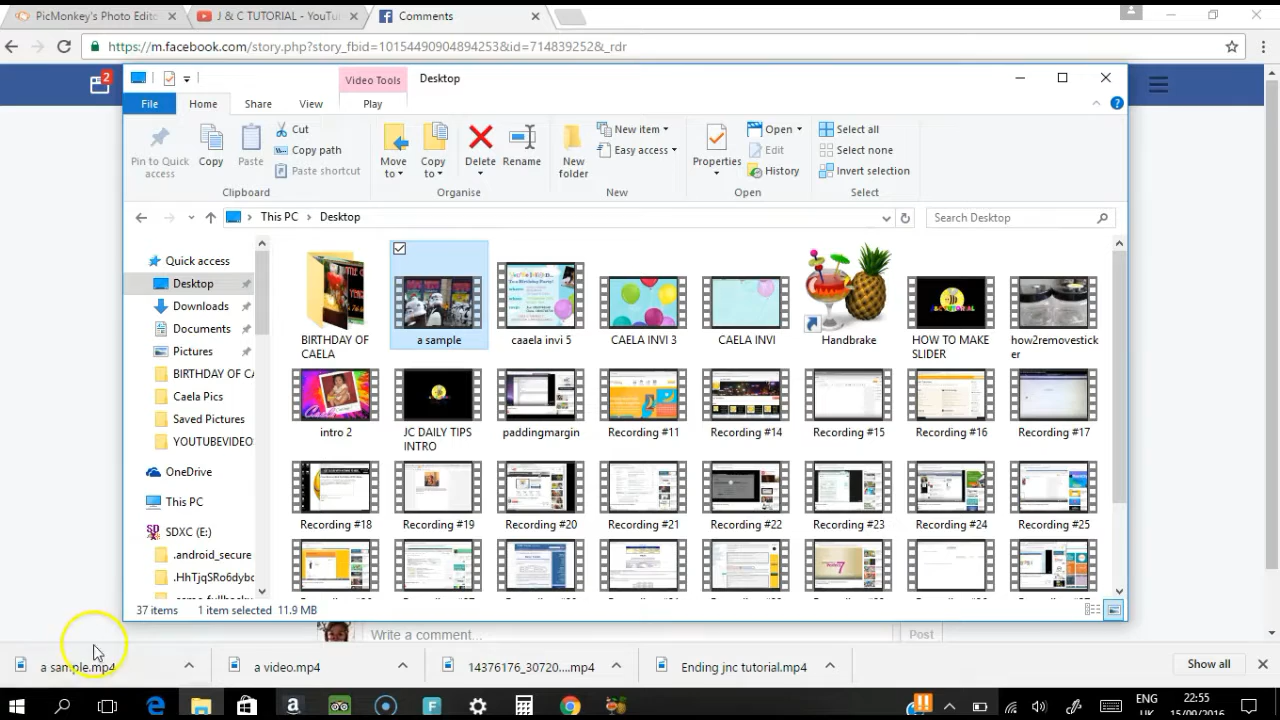 PicMonkey's Photo Edito
J & C TUTORIAL - YouTu
Comments
https://m.facebook.com/story.php?story_fbid=10154490904894253&id=714839252&_rdr
2
Video Tools
Desktop
File
Home
Share
View
Play
Pin to Quick access
Copy
Paste
Cut
Copy path
Paste shortcut
Clipboard
Move to
Copy to
Delete
Rename
Organise
New folder
New item
Easy access
New
Properties
Open
Edit
History
Open
Select all
Select none
Invert selection
Select
This PC > Desktop
Search Desktop
Quick access
Desktop
Downloads
Documents
Pictures
BIRTHDAY OF CA
Caela Pics
Saved Pictures
YOUTUBEVIDEO
OneDrive
This PC
SDXC (E:)
.android_secure
.HhTjqSRo6dybc
BIRTHDAY OF CAELA
a sample
caaela invi 5
CAELA INVI 3
CAELA INVI
Handbrake
HOW TO MAKE SLIDER
how2removesticker
intro 2
JC DAILY TIPS INTRO
paddingmargin
Recording #11
Recording #14
Recording #15
Recording #16
Recording #17
Recording #18
Recording #19
Recording #20
Recording #21
Recording #22
Recording #23
Recording #24
Recording #25
37 items
1 item selected 11.9 MB
Write a comment...
Post
a sample.mp4
a video.mp4
14376176_30720....mp4
Ending jnc tutorial.mp4
Show all
ENG
UK
22:55
15/09/2016